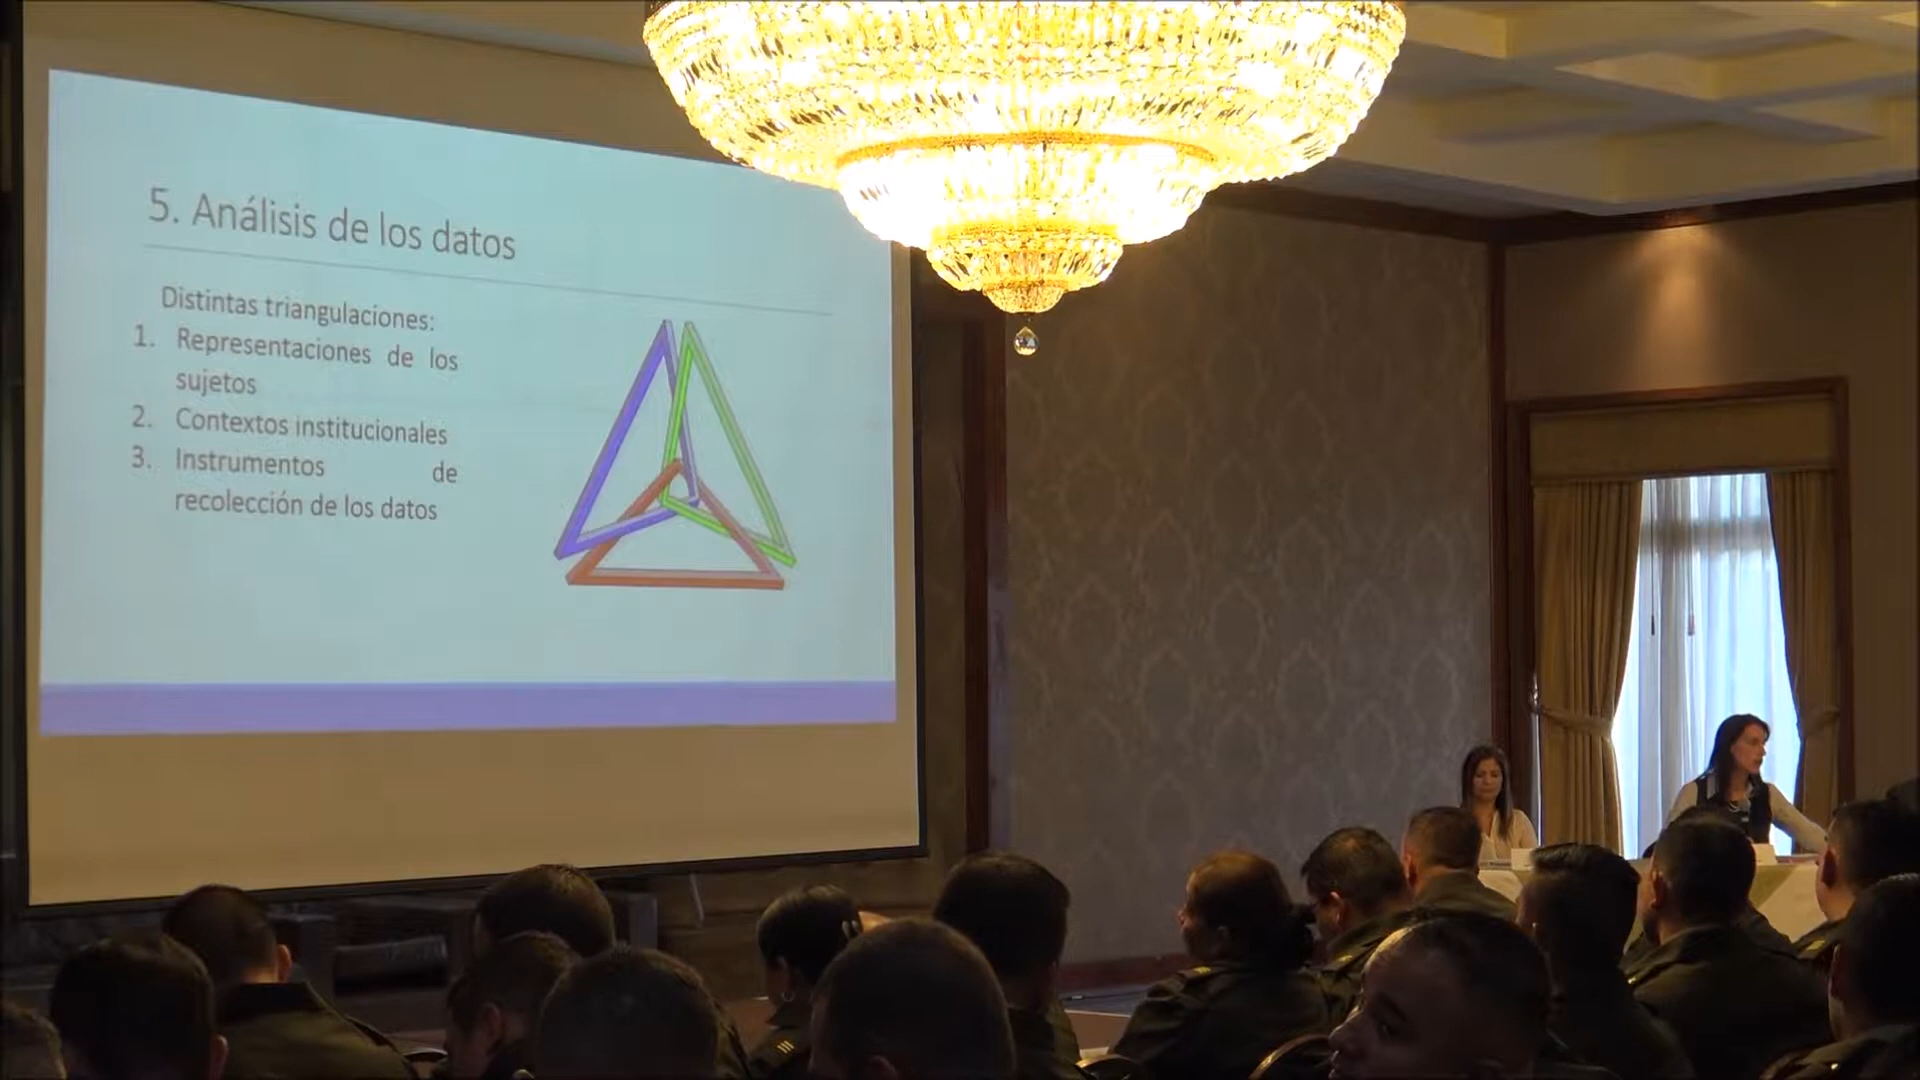 5. Análisis de los datos
Distintas triangulaciones:
1. Representaciones de los
sujetos
2. Contextos institucionales
3. Instrumentos de
recolección de los datos